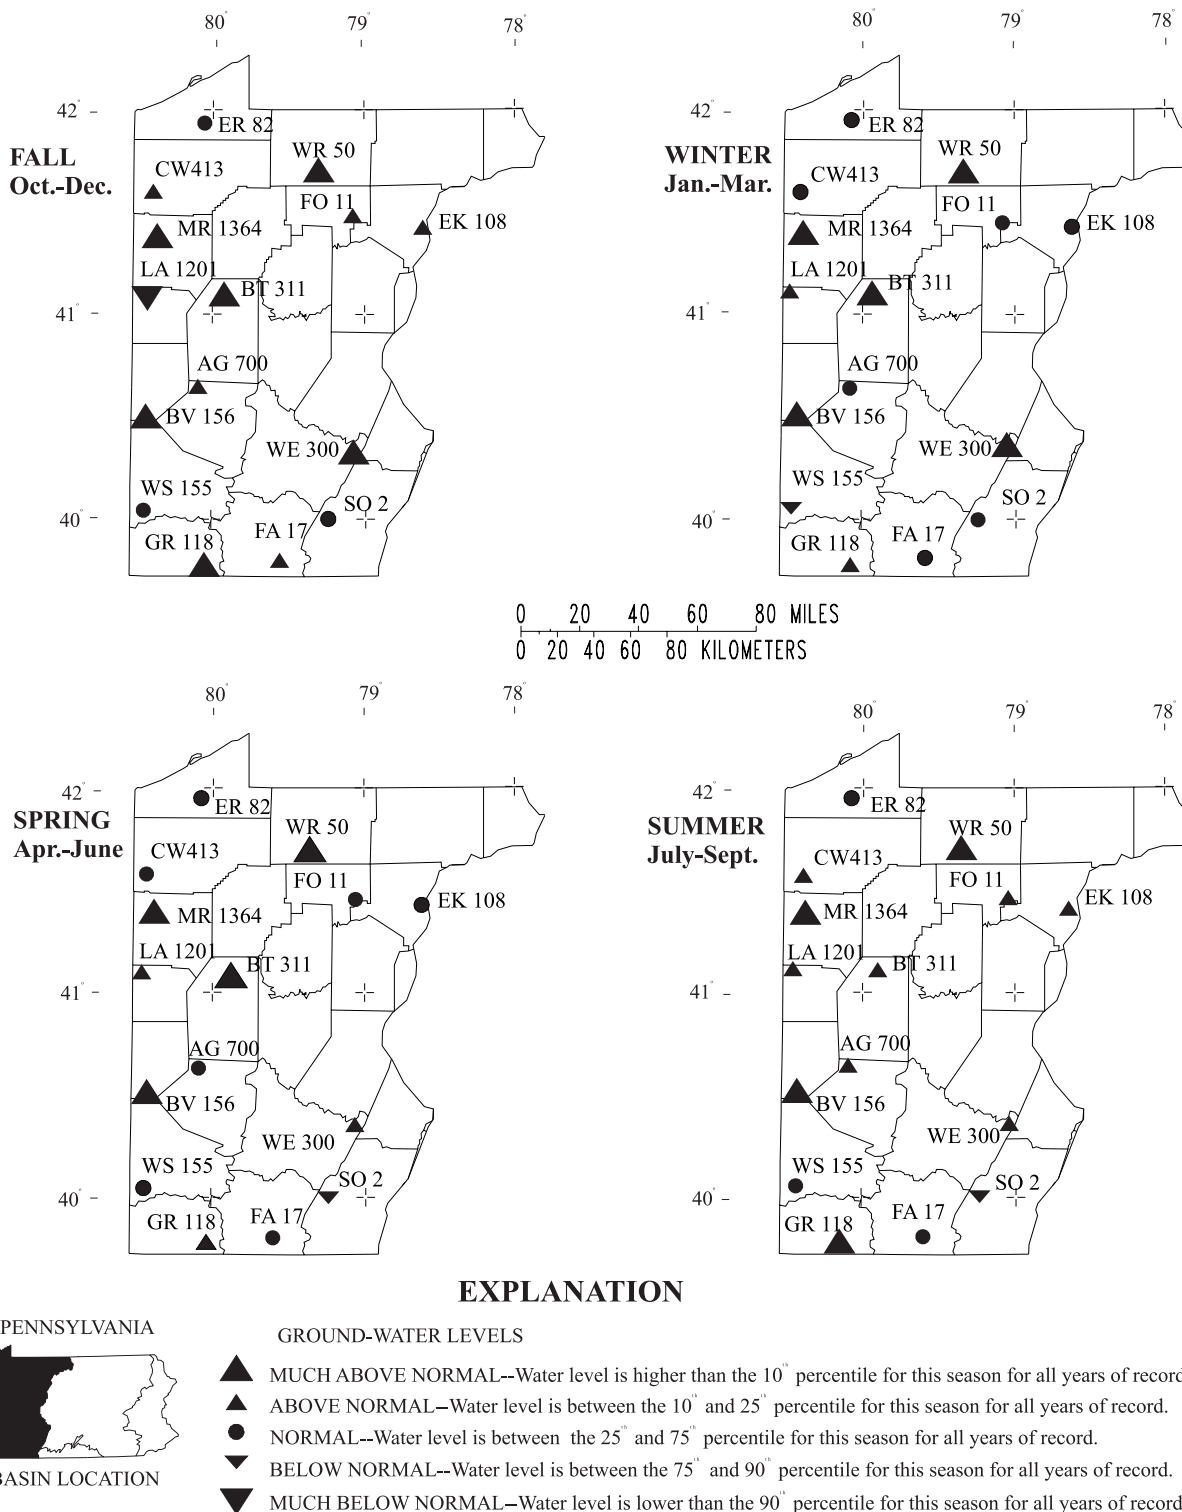 80° 79° 78°
42°
ER 82
FALL
Oct.-Dec.
WR 50
CW413
FO 11
EK 108
MR 1364
LA 1201
BT 311
41°
AG 700
BV 156
WE 300
WS 155
SO 2
40°
FA 17
GR 118
80° 79° 78°
42°
ER 82
WINTER
Jan.-Mar.
WR 50
CW413
FO 11
EK 108
MR 1364
LA 1201
BT 311
41°
AG 700
BV 156
WE 300
WS 155
SO 2
40°
FA 17
GR 118
0 20 40 60 80 MILES
0 20 40 60 80 KILOMETERS
80° 79° 78°
42°
ER 82
SPRING
Apr.-June
WR 50
CW413
FO 11
EK 108
MR 1364
LA 1201
BT 311
41°
AG 700
BV 156
WE 300
WS 155
SO 2
40°
FA 17
GR 118
80° 79° 78°
42°
ER 82
SUMMER
July-Sept.
WR 50
CW413
FO 11
EK 108
MR 1364
LA 1201
BT 311
41°
AG 700
BV 156
WE 300
WS 155
SO 2
40°
FA 17
GR 118
EXPLANATION
PENNSYLVANIA
BASIN LOCATION
GROUND-WATER LEVELS
MUCH ABOVE NORMAL--Water level is higher than the 10th percentile for this season for all years of record
ABOVE NORMAL--Water level is between the 10th and 25th percentile for this season for all years of record.
NORMAL--Water level is between the 25th and 75th percentile for this season for all years of record.
BELOW NORMAL--Water level is between the 75th and 90th percentile for this season for all years of record.
MUCH BELOW NORMAL--Water level is lower than the 90th percentile for this season for all years of record